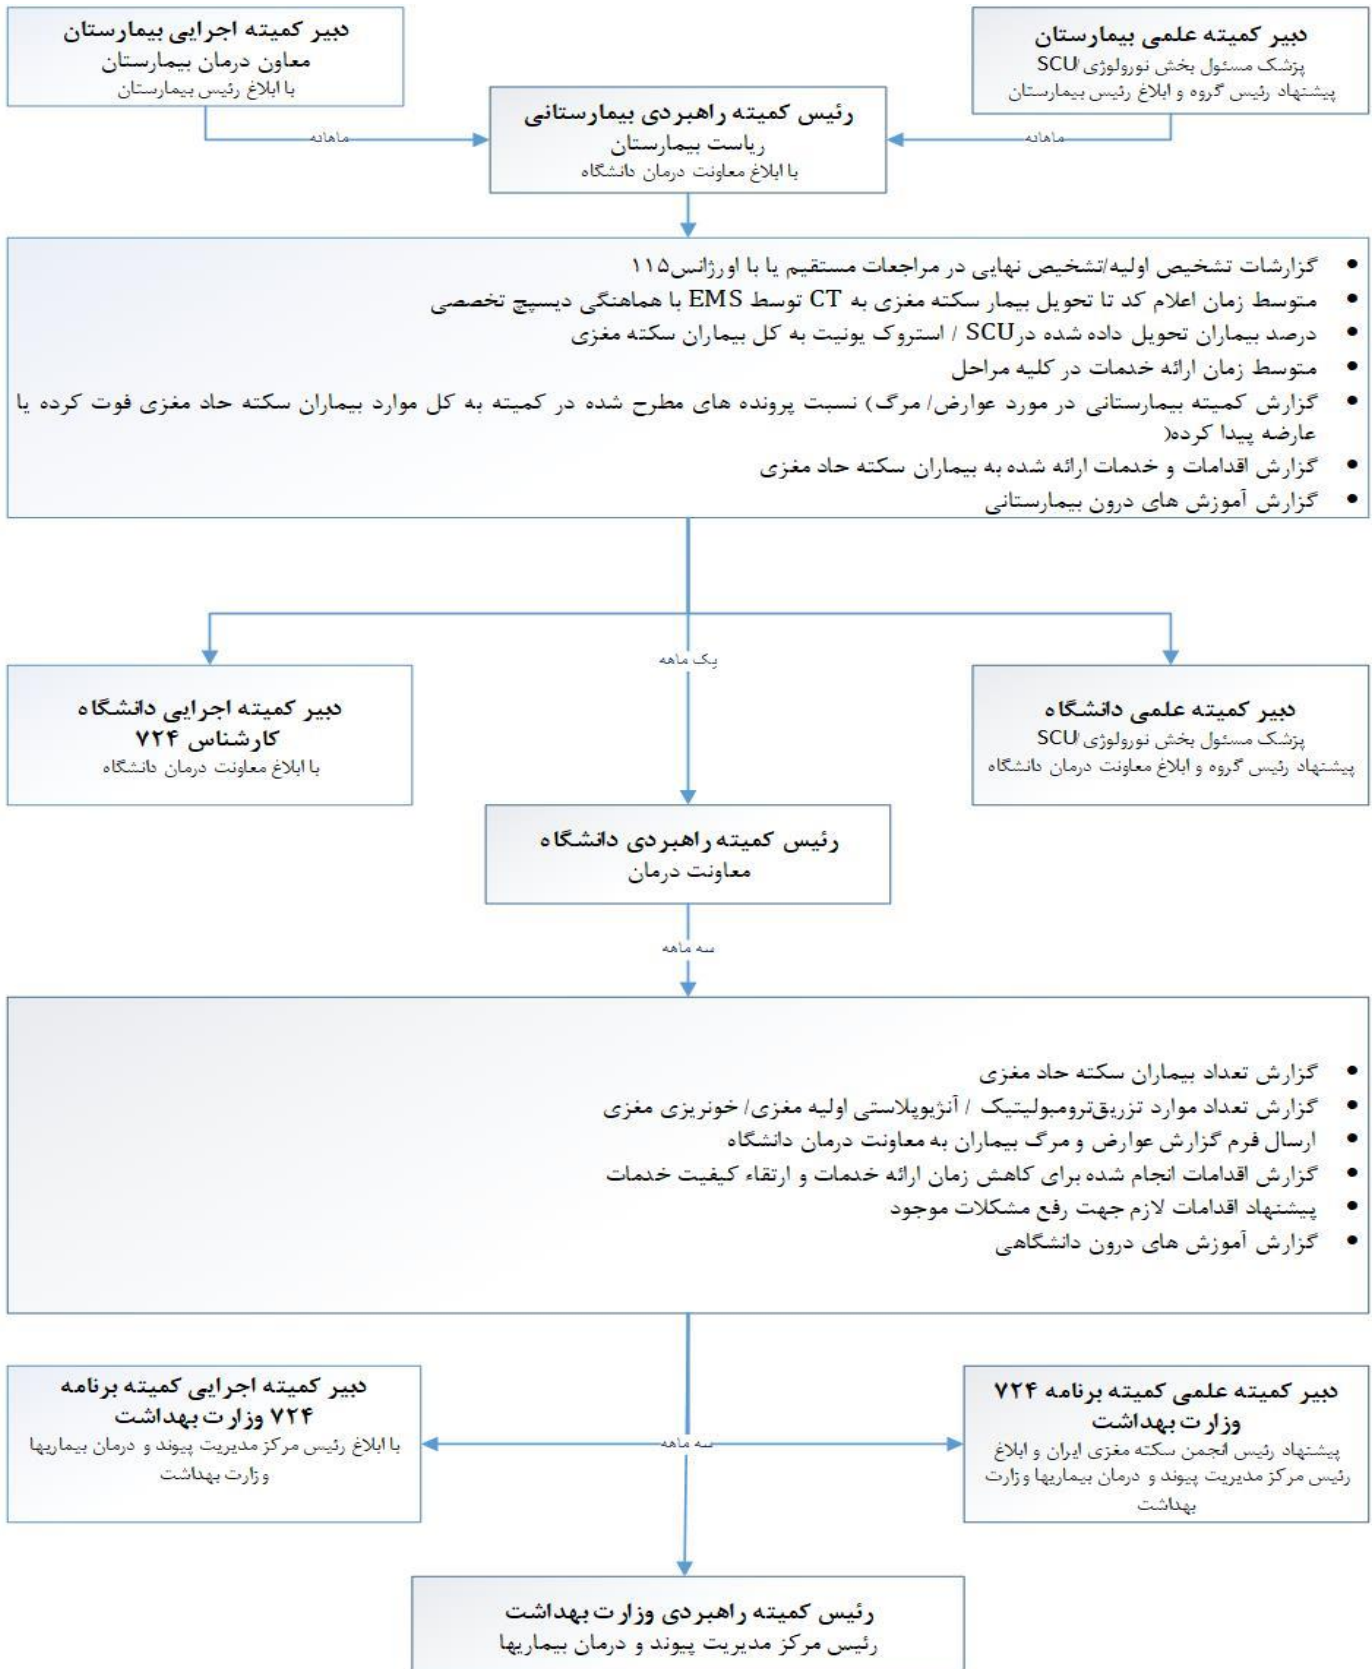 دبیر کمیته علمی بیمارستان
پزشک مسئول بخش نورولوژی/SCU
پیشنهاد رئیس گروه و ابلاغ رئیس بیمارستان
دبیر کمیته اجرایی بیمارستان
معاون درمان بیمارستان
با ابلاغ رئیس بیمارستان
ماهانه
ماهانه
رئیس کمیته راهبردی بیمارستانی
ریاست بیمارستان
با ابلاغ معاونت درمان دانشگاه
• گزارشات تشخیص اولیه/تشخیص نهایی در مراجعات مستقیم یا با اورژانس۱۱۵
• متوسط زمان اعلام کد تا تحویل بیمار سکته مغزی به CT توسط EMS با هماهنگی دیسپچ تخصصی
• درصد بیماران تحویل داده شده درSCU / استروک یونیت به کل بیماران سکته مغزی
• متوسط زمان ارائه خدمات در کلیه مراحل
• گزارش کمیته بیمارستانی در مورد عوارض/ مرگ) نسبت پرونده های مطرح شده در کمیته به کل موارد بیماران سکته حاد مغزی فوت کرده یا
عارضه پیدا کرده(
• گزارش اقدامات و خدمات ارائه شده به بیماران سکته حاد مغزی
• گزارش آموزش های درون بیمارستانی
یک ماهه
دبیر کمیته علمی دانشگاه
پزشک مسئول بخش نورولوژی/SCU
پیشنهاد رئیس گروه و ابلاغ معاونت درمان دانشگاه
دبیر کمیته اجرایی دانشگاه
کارشناس ۷۲۴
با ابلاغ معاونت درمان دانشگاه
رئیس کمیته راهبردی دانشگاه
معاونت درمان
سه ماهه
• گزارش تعداد بیماران سکته حاد مغزی
• گزارش تعداد موارد تزریق‌ترومبولیتیک / آنژیوپلاستی اولیه مغزی/ خونریزی مغزی
• ارسال فرم گزارش عوارض و مرگ بیماران به معاونت درمان دانشگاه
• گزارش اقدامات انجام شده برای کاهش زمان ارائه خدمات و ارتقاء کیفیت خدمات
• پیشنهاد اقدامات لازم جهت رفع مشکلات موجود
• گزارش آموزش های درون دانشگاهی
دبیر کمیته علمی کمیته برنامه ۷۲۴
وزارت بهداشت
پیشنهاد رئیس انجمن سکته مغزی ایران و ابلاغ
رئیس مرکز مدیریت پیوند و درمان بیماریها وزارت
بهداشت
سه ماهه
دبیر کمیته اجرایی کمیته برنامه
۷۲۴ وزارت بهداشت
با ابلاغ رئیس مرکز مدیریت پیوند و درمان بیماریها
وزارت بهداشت
رئیس کمیته راهبردی وزارت بهداشت
رئیس مرکز مدیریت پیوند و درمان بیماریها